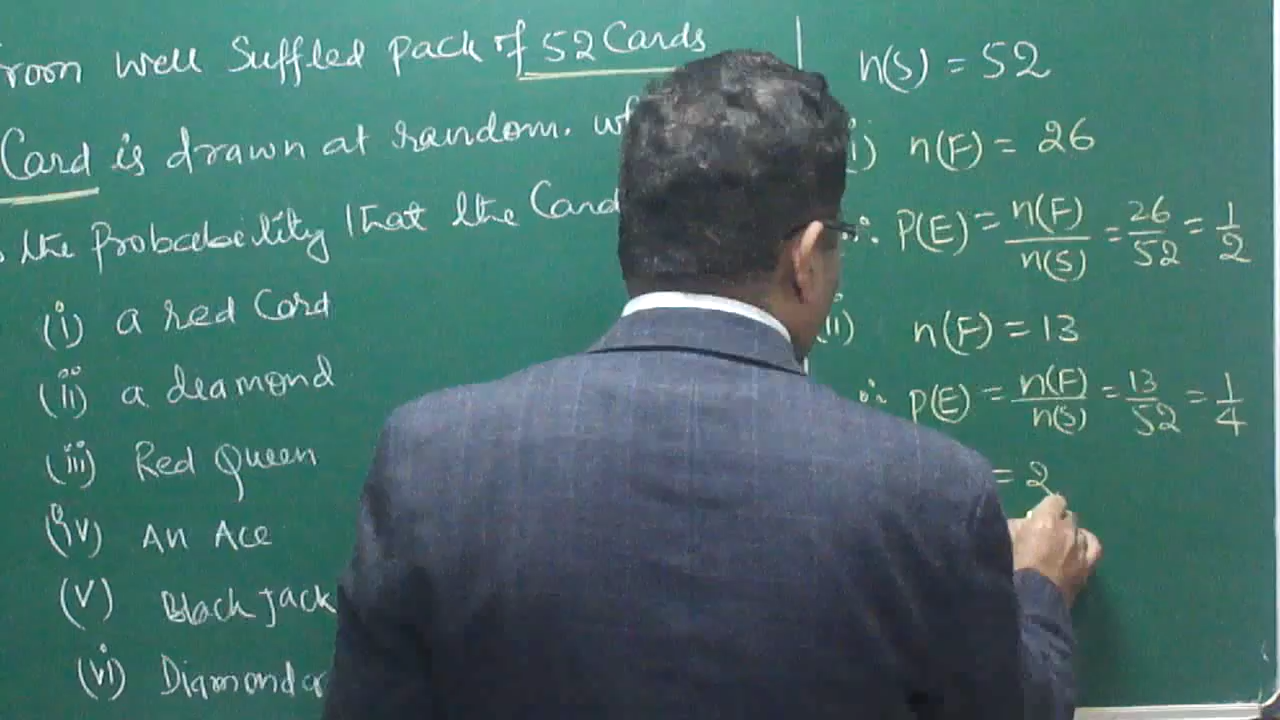 From well Suffled pack of 52 Cards
Card is drawn at random.
the Probability that the Card
(i) a red Card
(ii) a diamond
(iii) Red Queen
(iv) An Ace
(v) Black jack
(vi) Diamond or
n(S) = 52
n(F) = 26
∴ P(E) = n(F)/n(S) = 26/52 = 1/2
(ii) n(F) = 13
∴ P(E) = n(F)/n(S) = 13/52 = 1/4
= 2